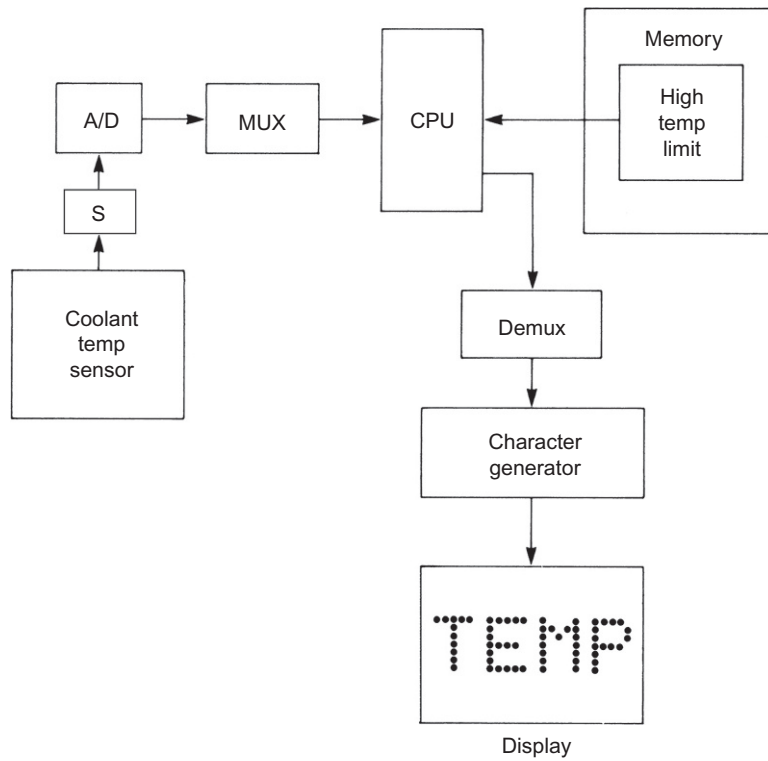 Memory
High
temp
limit
A/D
MUX
CPU
S
Coolant
temp
sensor
Demux
Character
generator
TEMP
Display